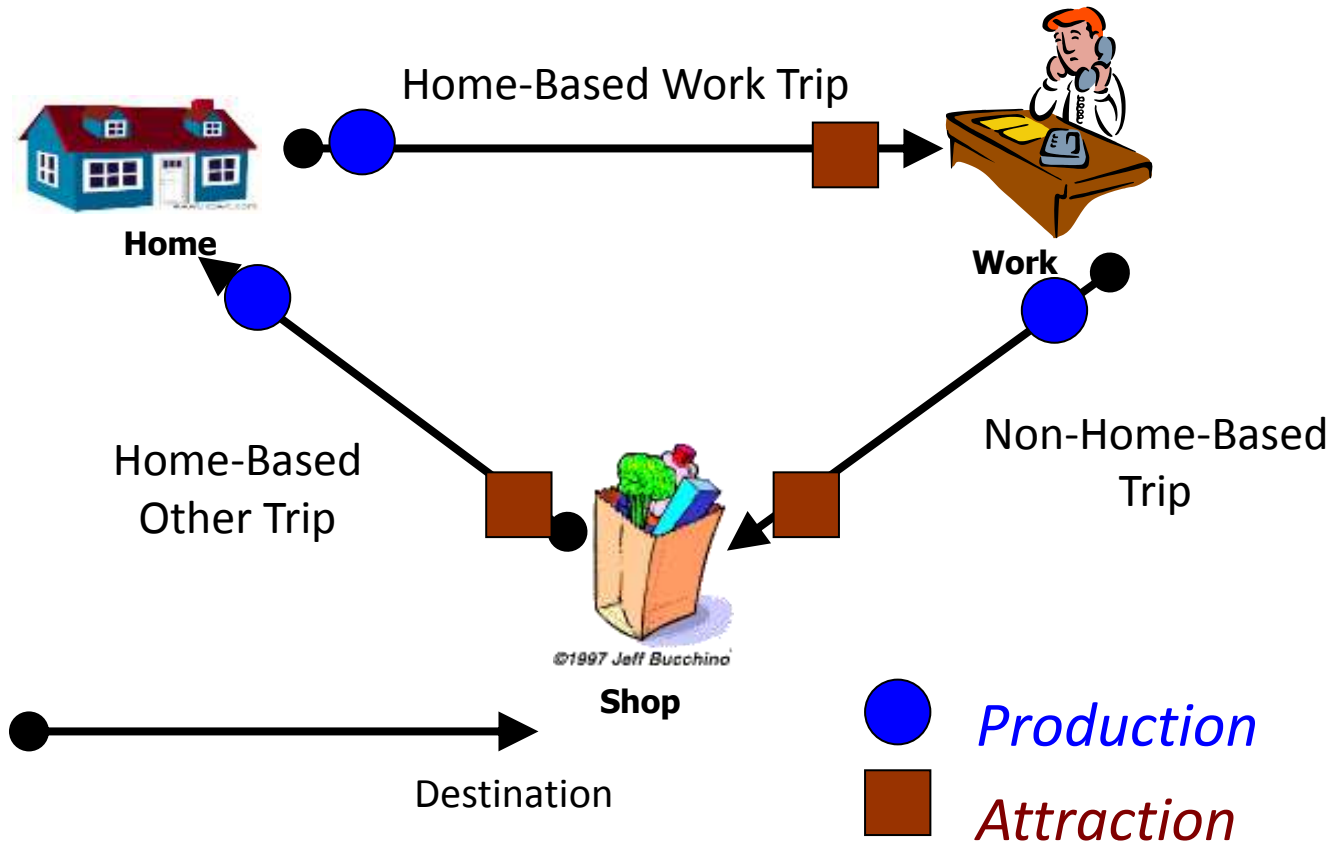 Home-Based Work Trip
Home
Work
Non-Home-Based
Trip
Home-Based
Other Trip
©1997 Jeff Bucchino
Shop
Production
Destination
Attraction